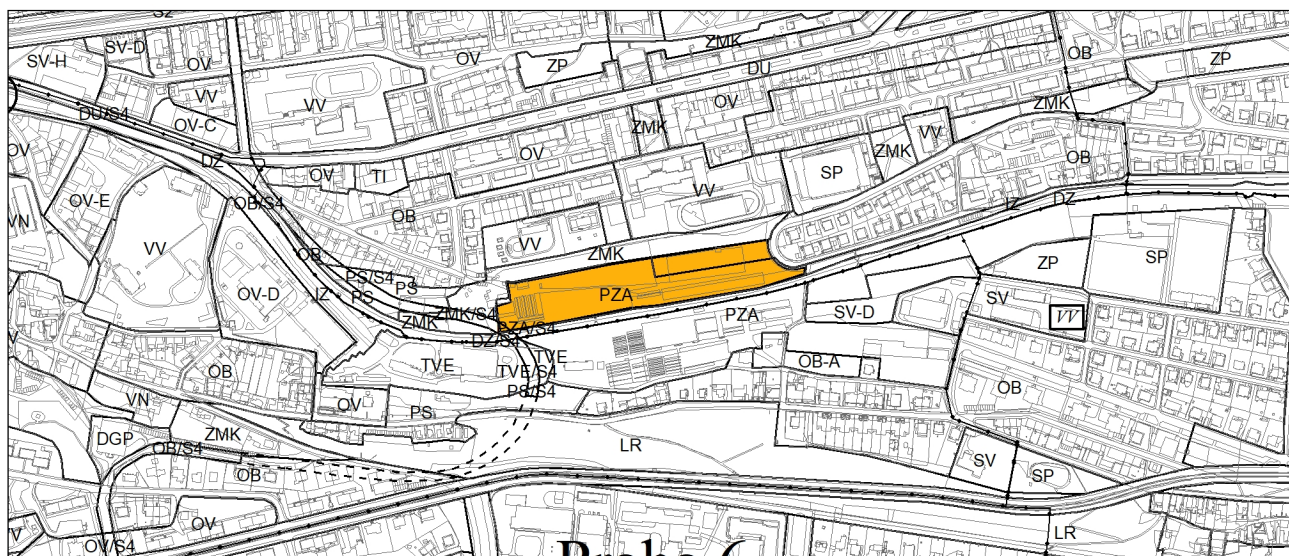 S2
SV-D
SV-H
OV
OV
ZMK
ZP
DU
OB
ZP
VV
VV
OV
DU/S4
OV-C
ZMK
ZMK
VV
OV
DZ
OV
OV
TI
ZMK
SP
OB
VV
OV-E
OB/S4
OB
IZ
DZ
VN
VV
VV
ZMK
OB
PS/S4
PS
ZP
SP
OV-D
IZ
PS
PZA
SV
ZMK/S4
SV-D
VV
ZMK
PZA/S4
PZA
DZ/S4
TVE
TVE
TVE/S4
OB-A
OB
PS/S4
OB
VN
OV
PS
DGP
ZMK
LR
OB/S4
OB
SV
SP
OV
V
LR
OV/S4